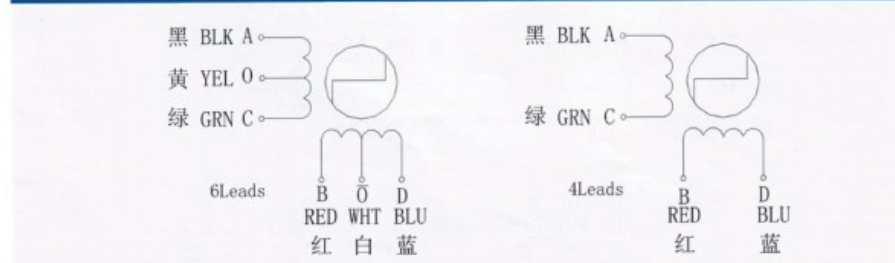 黑 BLK A
黄 YEL O
绿 GRN C
6Leads
B O̅ D
RED WHT BLU
红 白 蓝
黑 BLK A
绿 GRN C
4Leads
B D
RED BLU
红 蓝